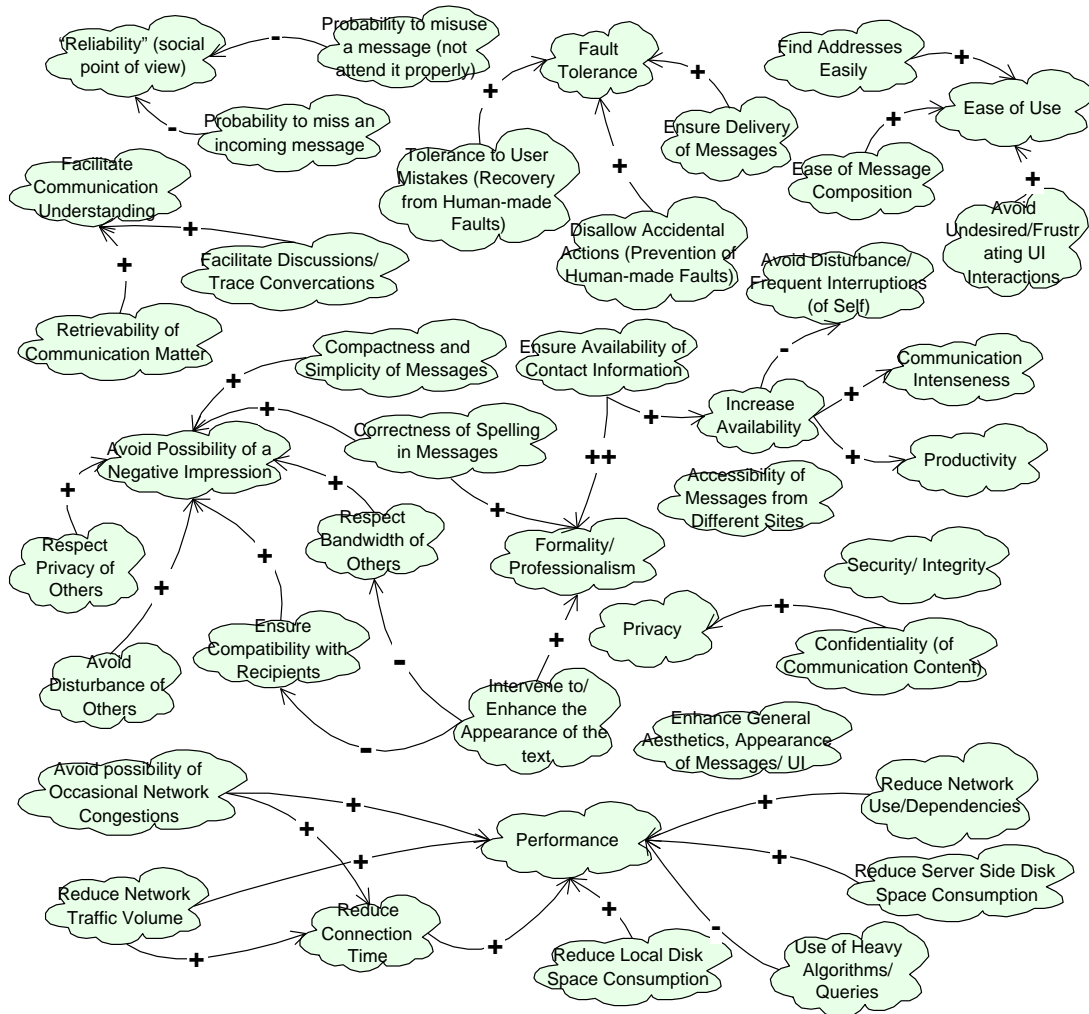 "Reliability" (social
point of view)
-
Probability to misuse
a message (not
attend it properly)
-
Probability to miss an
incoming message
Fault
Tolerance
+
+
+
Ensure Delivery
of Messages
Tolerance to User
Mistakes (Recovery
from Human-made
Faults)
Disallow Accidental
Actions (Prevention of
Human-made Faults)
Find Addresses
Easily
+
Ease of Use
+
Ease of Message
Composition
+
Avoid
Undesired/Frustr
ating UI
Interactions
Facilitate
Communication
Understanding
+
Facilitate Discussions/
Trace Convercations
+
Retrievability of
Communication Matter
Avoid Disturbance/
Frequent Interruptions
(of Self)
-
Compactness and
Simplicity of Messages
+
Ensure Availability of
Contact Information
+
Increase
Availability
+
Communication
Intenseness
+
Productivity
+
Correctness of Spelling
in Messages
++
+
Avoid Possibility of a
Negative Impression
Accessibility of
Messages from
Different Sites
+
Respect
Privacy of
Others
+
Respect
Bandwidth of
Others
Formality/
Professionalism
Security/ Integrity
+
+
Avoid
Disturbance of
Others
Ensure
Compatibility with
Recipients
-
-
+
Intervene to/
Enhance the
Appearance of the
text
Privacy
+
Confidentiality (of
Communication Content)
Enhance General
Aesthetics, Appearance
of Messages/ UI
Avoid possibility of
Occasional Network
Congestions
+
+
Performance
+
Reduce Network
Use/Dependencies
+
Reduce Server Side Disk
Space Consumption
+
Reduce Network
Traffic Volume
+
Reduce
Connection
Time
+
+
Reduce Local Disk
Space Consumption
-
Use of Heavy
Algorithms/
Queries